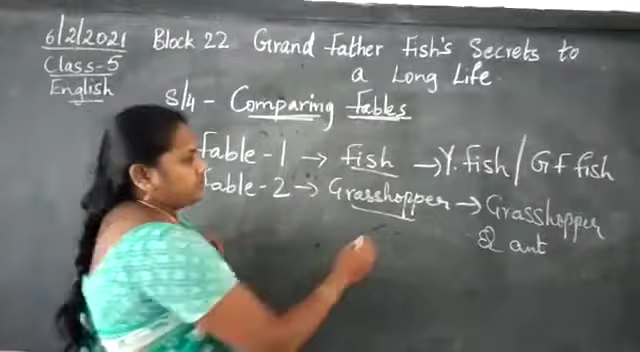 6/2/2021 Block 22 Grand Father Fish's Secrets to
Class-5 a Long Life.
English
S/4 - Comparing Fables
Fable-1 → fish → Y.fish / GF fish
Fable-2 → Grasshopper → Grasshopper
& ant